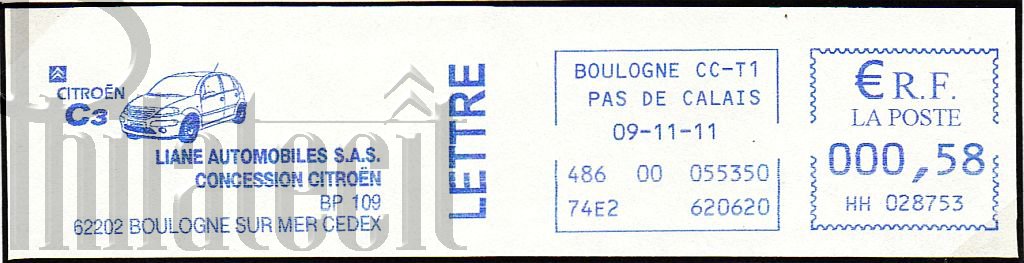 CITROËN
C3
LIANE AUTOMOBILES S.A.S.
CONCESSION CITROËN
BP 109
62202 BOULOGNE SUR MER CEDEX
LETTRE
BOULOGNE CC-T1
PAS DE CALAIS
09-11-11
486 00 055350
74E2 620620
€ R.F.
LA POSTE
000,58
HH 028753